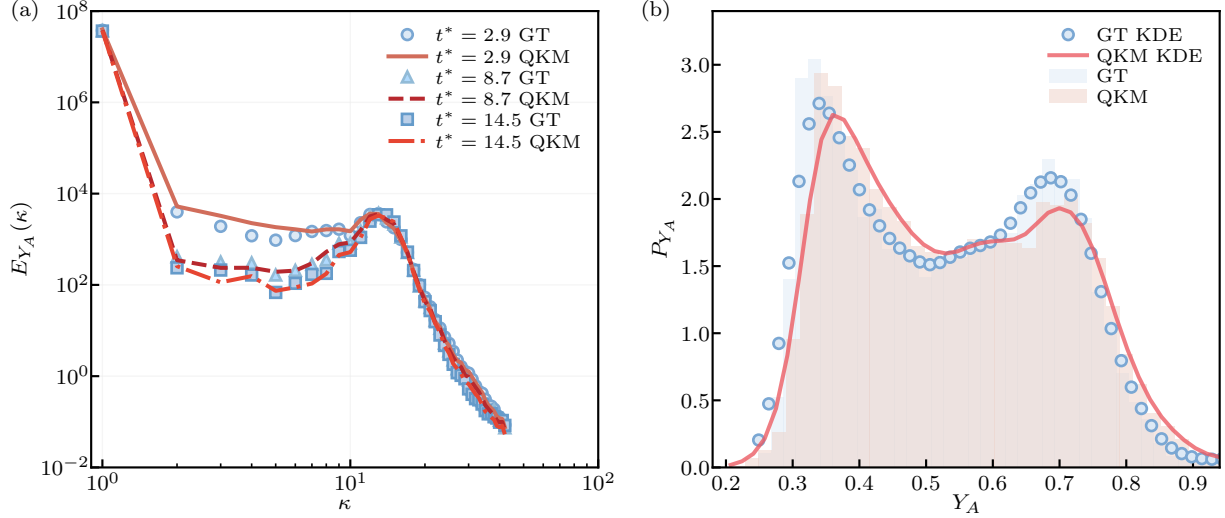 (a)
10^8
10^6
10^4
10^2
10^0
10^−2
E_{Y_A}(κ)
10^0
10^1
10^2
κ
t* = 2.9 GT
t* = 2.9 QKM
t* = 8.7 GT
t* = 8.7 QKM
t* = 14.5 GT
t* = 14.5 QKM
(b)
3.0
2.5
2.0
1.5
1.0
0.5
0.0
P_{Y_A}
0.2 0.3 0.4 0.5 0.6 0.7 0.8 0.9
Y_A
GT KDE
QKM KDE
GT
QKM